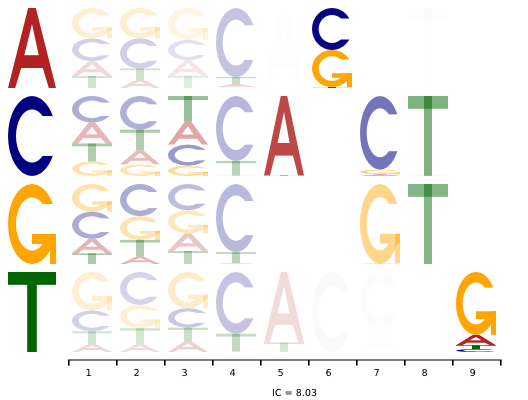 A G G G C A C T
C C C T G
A A A
T T T
C C C T C A C T
A T A T
T A C G
G G G
G G C C C G T
C G G T
A T A
T A T
T G C G C A C C G
C G C T T A
T T T T
A A A C
1 2 3 4 5 6 7 8 9
IC = 8.03